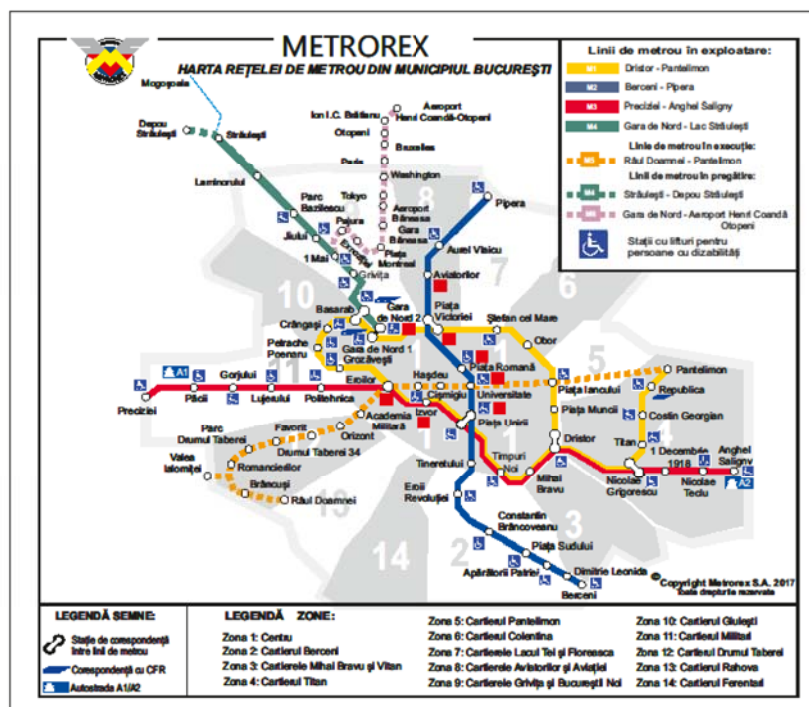 METROREX
HARTA REȚELEI DE METROU DIN MUNICIPIUL BUCUREȘTI
METROREX
Linii de metrou în exploatare:
M1 Dristor - Pantelimon
M2 Berceni - Pipera
M3 Preciziei - Anghel Saligny
M4 Gara de Nord - Lac Străulești
Linie de metrou în execuție:
M5 Râul Doamnei - Pantelimon
Linii de metrou în pregătire:
M4 Străulești - Depou Străulești
Gara de Nord - Aeroport Henri Coandă
Otopeni
Stații cu lifturi pentru
persoane cu dizabilități
Mogoșoaia
Depou
Străulești
Străulești
Laminorului
Parc
Bazilescu
Jiului
1 Mai
Grivița
Basarab
Gara
de Nord 2
Gara de Nord 1
Crângași
Petrache
Poenaru
Grozăvești
Eroilor
Ion I.C. Brătianu
Aeroport
Henri Coandă-Otopeni
Otopeni
Bruxelles
Paris
Washington
Tokyo
Aeroport
Băneasa
Pajura
Gara
Băneasa
Expoziției
Piața
Montreal
Pipera
Aurel Vlaicu
Aviatorilor
Piața
Victoriei
Ștefan cel Mare
Obor
Piața Romană
Universitate
Piața Unirii
Piața Iancului
Piața Muncii
Dristor
Pantelimon
Republica
Costin Georgian
Titan
1 Decembrie
1918
Anghel
Saligny
Nicolae
Grigorescu
Nicolae
Teclu
A2
A1
Preciziei
Păcii
Gorjului
Lujerului
Politehnica
Hașdeu
Cișmigiu
Izvor
Academia
Militară
Orizont
Favorit
Drumul Taberei 34
Parc
Drumul Taberei
Romancierilor
Valea
Ialomiței
Brâncuși
Râul Doamnei
Timpuri
Noi
Mihai
Bravu
Tineretului
Eroii
Revoluției
Constantin
Brâncoveanu
Piața Sudului
Apărătorii Patriei
Dimitrie Leonida
Berceni
8
7
6
10
11
5
4
1
1
1
1
2
3
13
14
© Copyright Metrorex S.A. 2017
Toate drepturile rezervate
LEGENDĂ SEMNE:
Stație de corespondență
între linii de metrou
Corespondență cu CFR
Autostrada A1/A2
LEGENDĂ ZONE:
Zona 1: Centru
Zona 2: Cartierul Berceni
Zona 3: Cartierele Mihai Bravu și Vitan
Zona 4: Cartierul Titan
Zona 5: Cartierul Pantelimon
Zona 6: Cartierul Colentina
Zona 7: Cartierele Lacul Tei și Floreasca
Zona 8: Cartierele Aviatorilor și Aviației
Zona 9: Cartierele Grivița și Bucureștii Noi
Zona 10: Cartierul Giulești
Zona 11: Cartierul Militari
Zona 12: Cartierul Drumul Taberei
Zona 13: Cartierul Rahova
Zona 14: Cartierul Ferentari